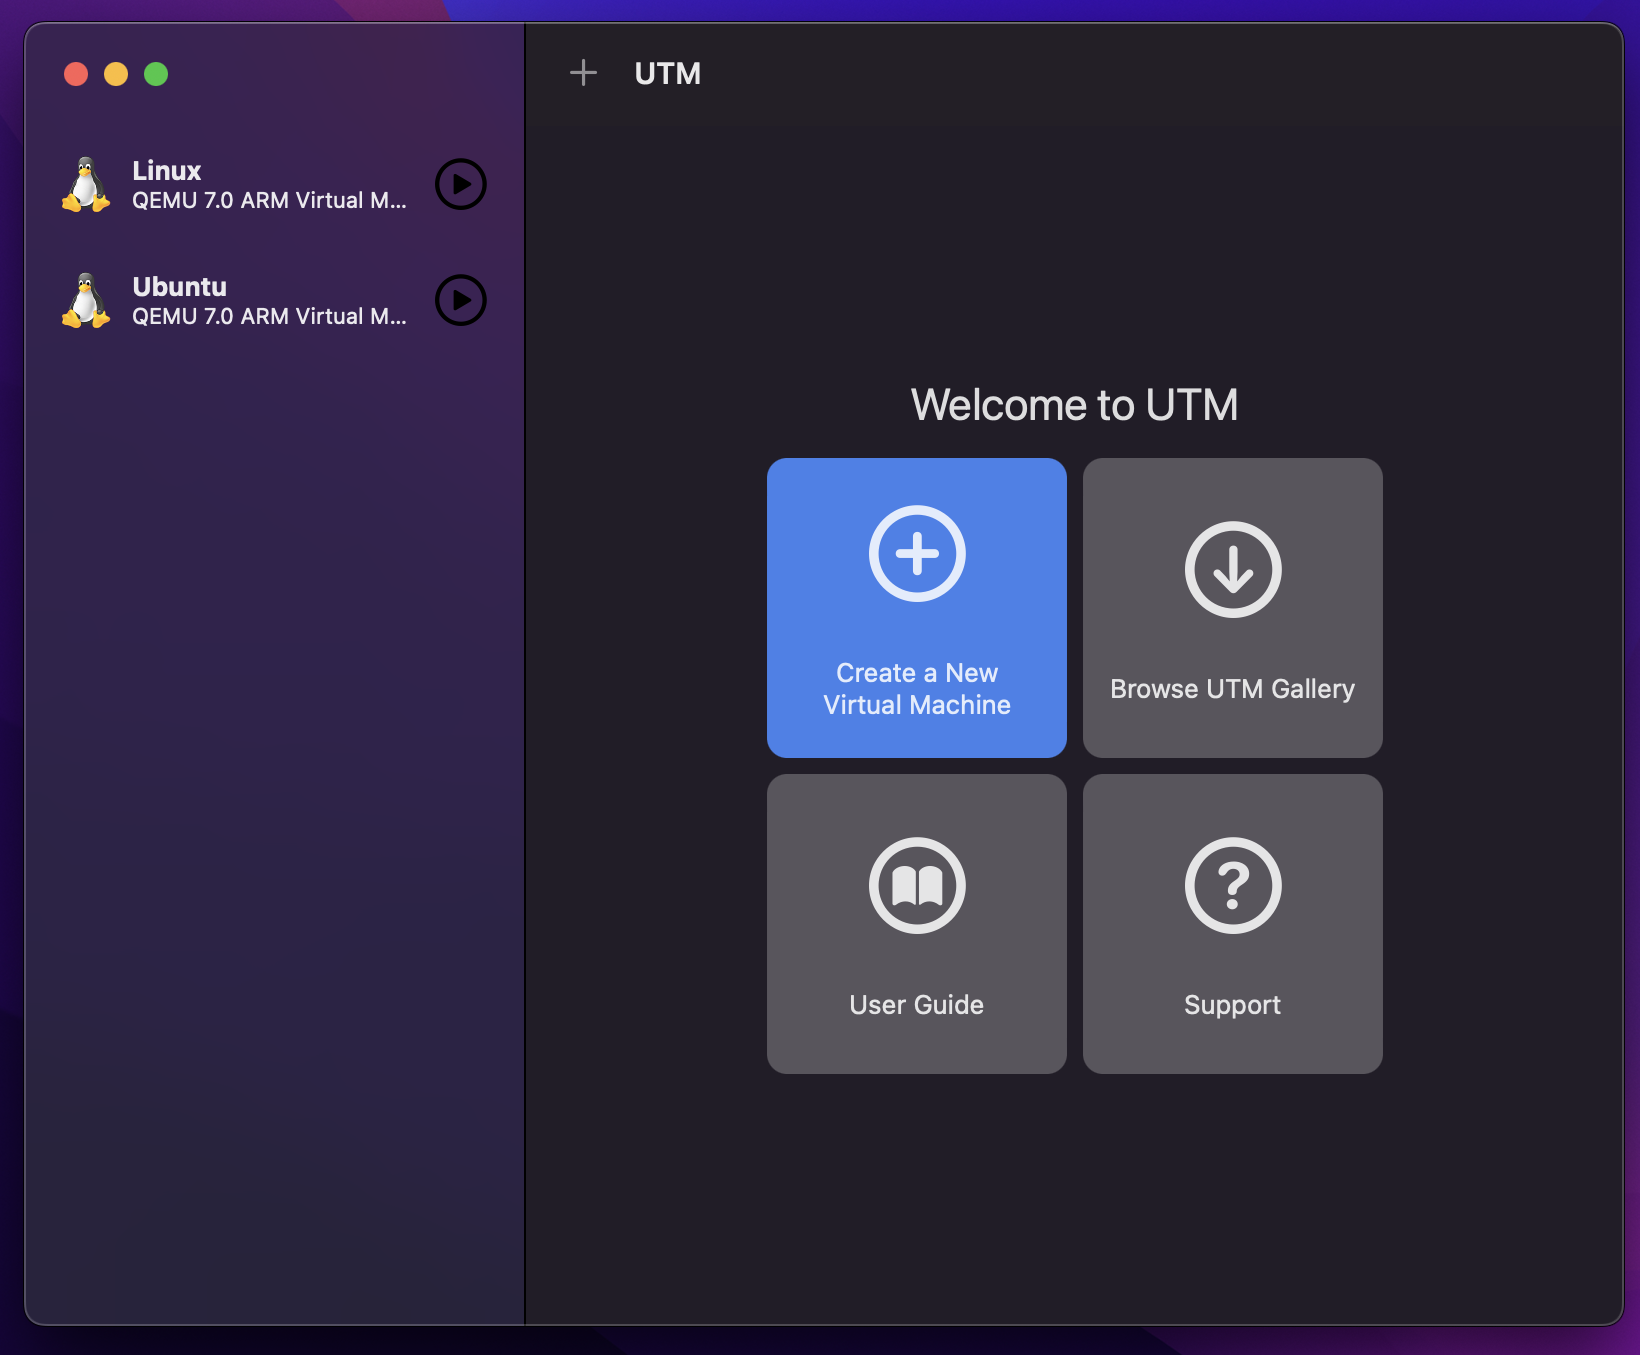 UTM
Linux
QEMU 7.0 ARM Virtual M...
Ubuntu
QEMU 7.0 ARM Virtual M...
Welcome to UTM
Create a New
Virtual Machine
Browse UTM Gallery
User Guide
Support